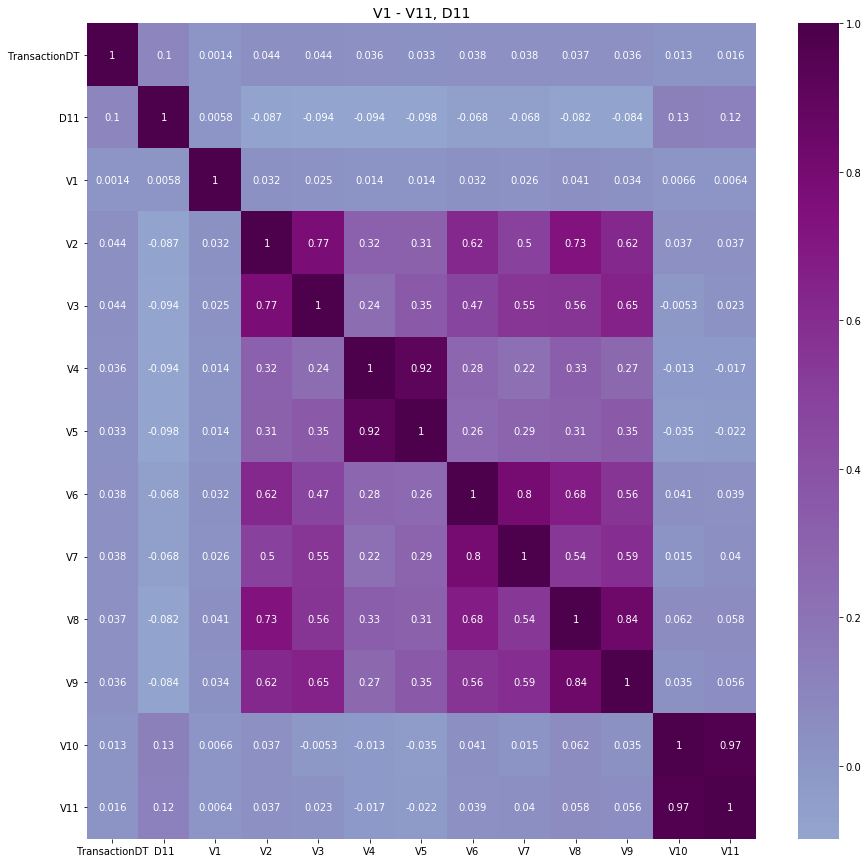 V1 - V11, D11
TransactionDT 1 0.1 0.0014 0.044 0.044 0.036 0.033 0.038 0.038 0.037 0.036 0.013 0.016
D11 0.1 1 0.0058 -0.087 -0.094 -0.094 -0.098 -0.068 -0.068 -0.082 -0.084 0.13 0.12
V1 0.0014 0.0058 1 0.032 0.025 0.014 0.014 0.032 0.026 0.041 0.034 0.0066 0.0064
V2 0.044 -0.087 0.032 1 0.77 0.32 0.31 0.62 0.5 0.73 0.62 0.037 0.037
V3 0.044 -0.094 0.025 0.77 1 0.24 0.35 0.47 0.55 0.56 0.65 -0.0053 0.023
V4 0.036 -0.094 0.014 0.32 0.24 1 0.92 0.28 0.22 0.33 0.27 -0.013 -0.017
V5 0.033 -0.098 0.014 0.31 0.35 0.92 1 0.26 0.29 0.31 0.35 -0.035 -0.022
V6 0.038 -0.068 0.032 0.62 0.47 0.28 0.26 1 0.8 0.68 0.56 0.041 0.039
V7 0.038 -0.068 0.026 0.5 0.55 0.22 0.29 0.8 1 0.54 0.59 0.015 0.04
V8 0.037 -0.082 0.041 0.73 0.56 0.33 0.31 0.68 0.54 1 0.84 0.062 0.058
V9 0.036 -0.084 0.034 0.62 0.65 0.27 0.35 0.56 0.59 0.84 1 0.035 0.056
V10 0.013 0.13 0.0066 0.037 -0.0053 -0.013 -0.035 0.041 0.015 0.062 0.035 1 0.97
V11 0.016 0.12 0.0064 0.037 0.023 -0.017 -0.022 0.039 0.04 0.058 0.056 0.97 1
TransactionDT D11 V1 V2 V3 V4 V5 V6 V7 V8 V9 V10 V11
1.0
0.8
0.6
0.4
0.2
0.0